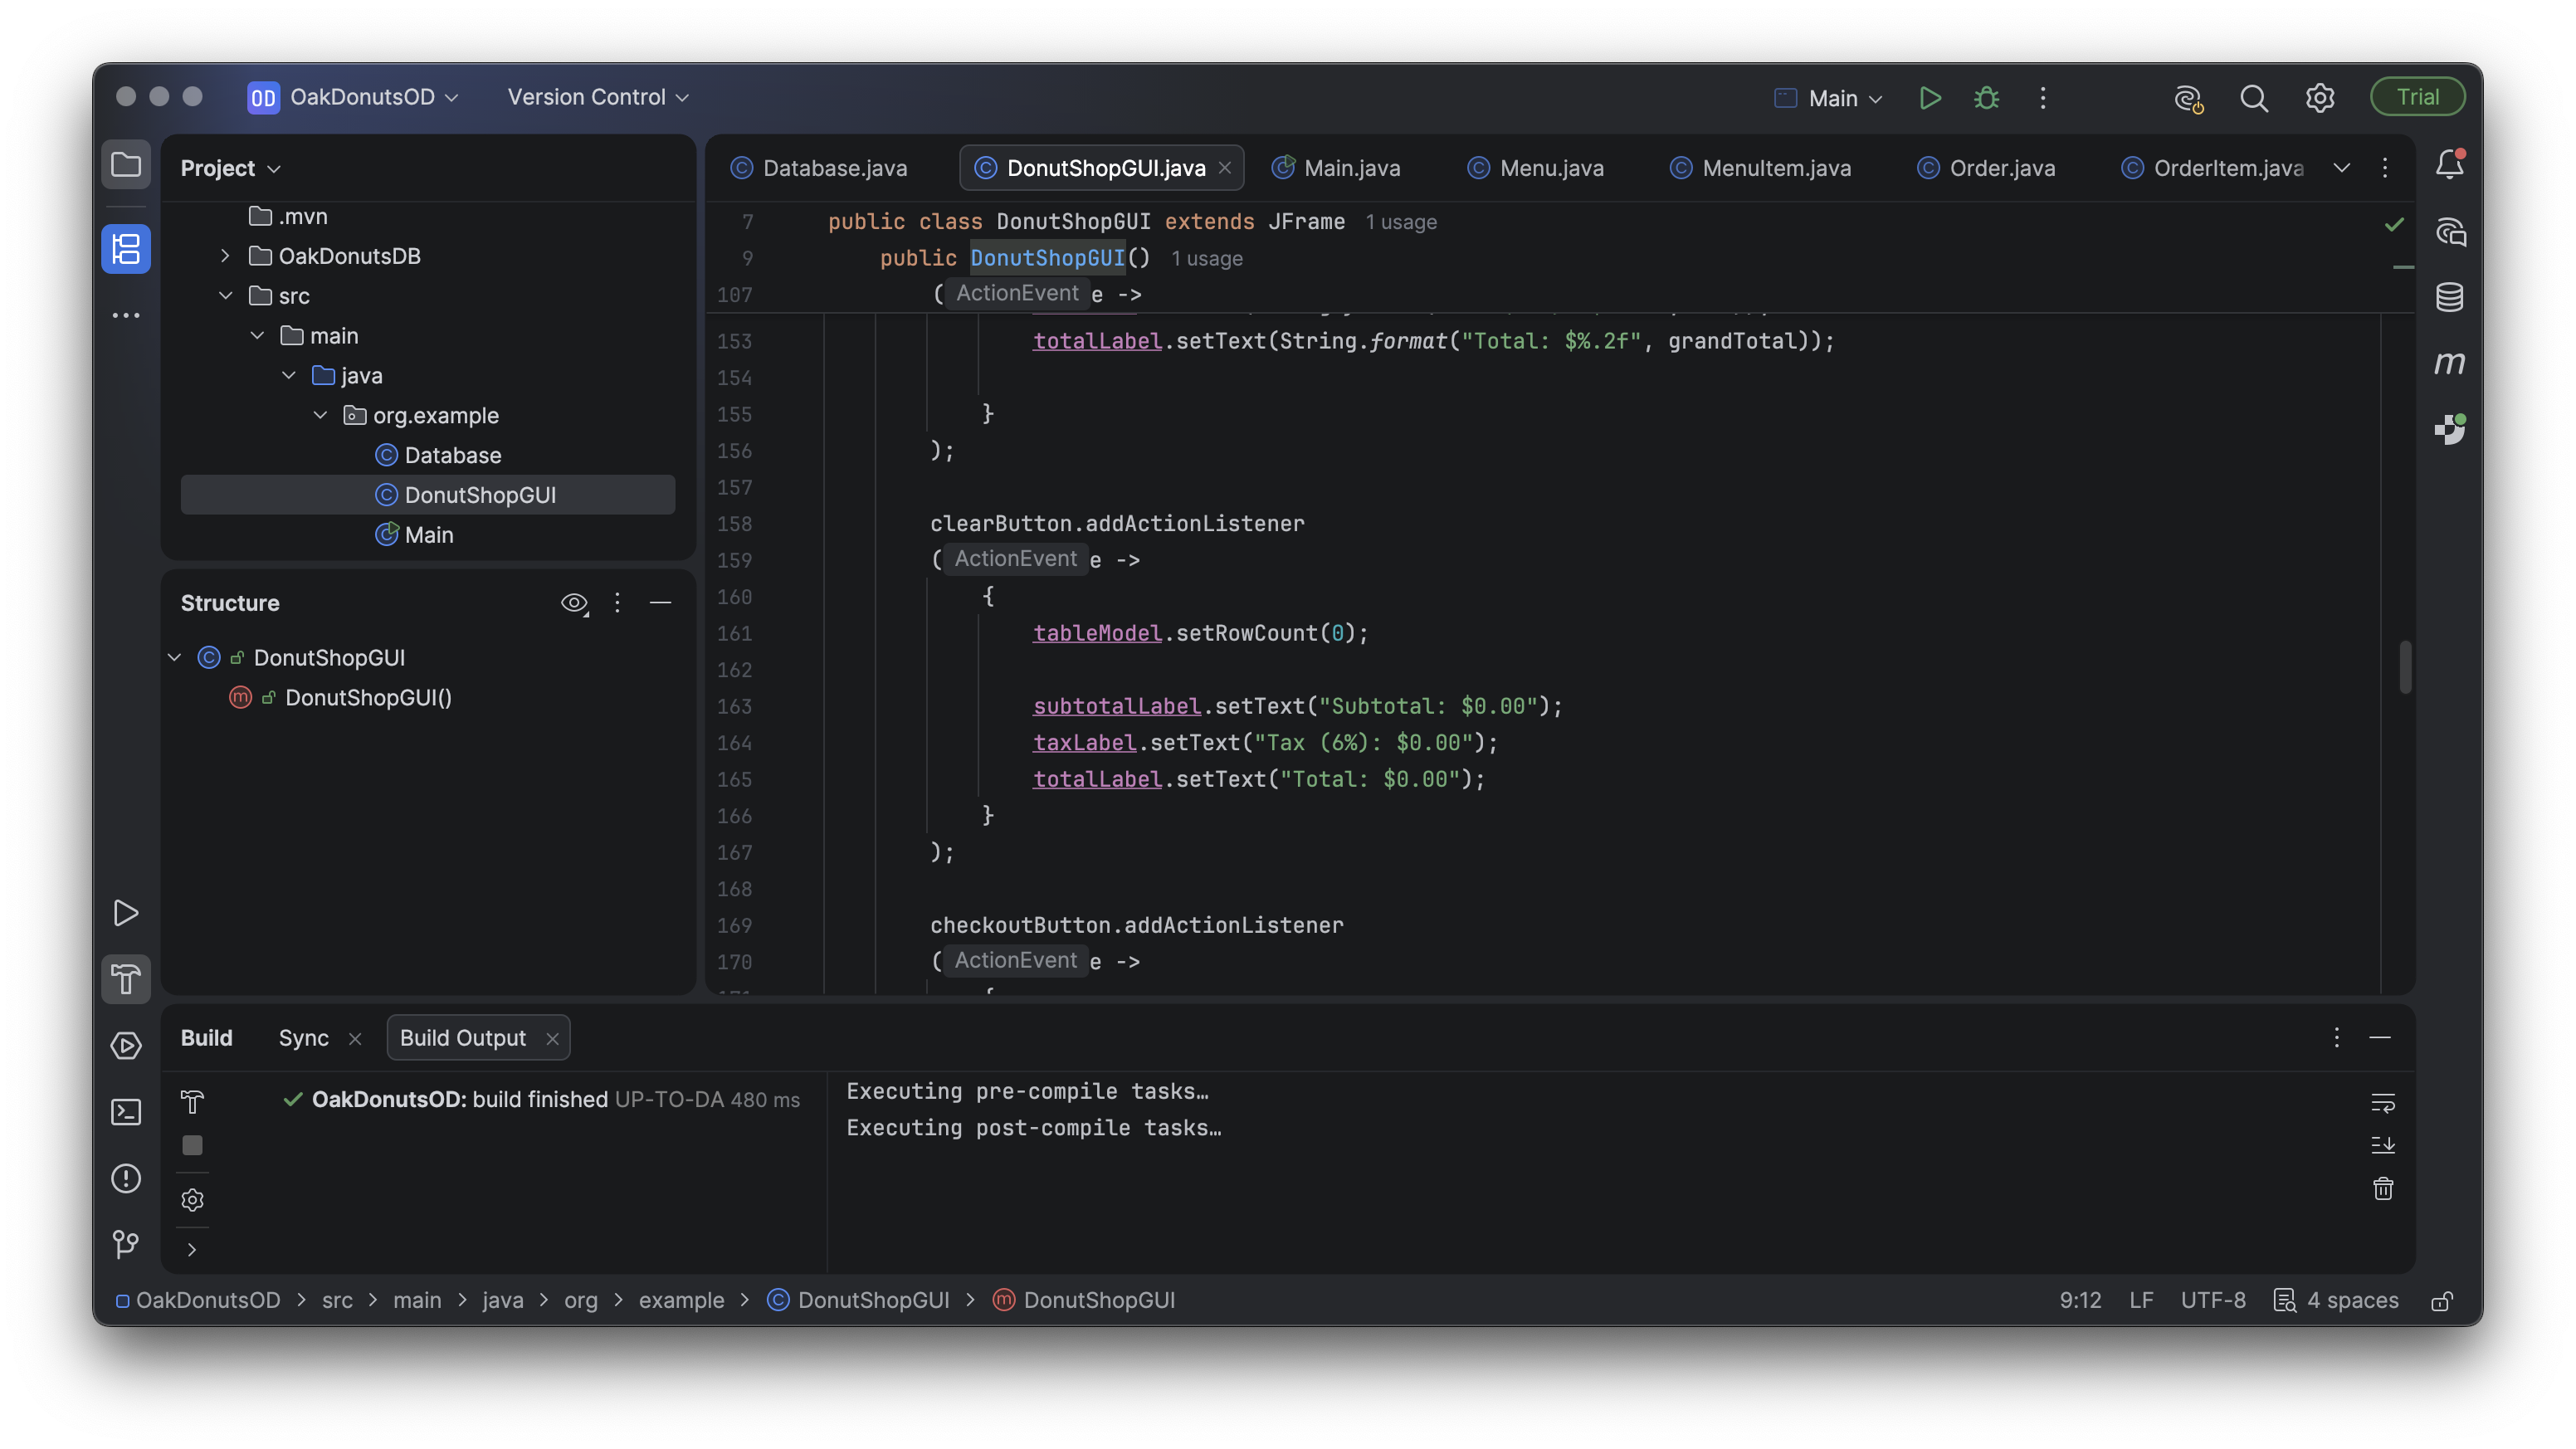 OD OakDonutsOD Version Control Main Trial
Project
.mvn
OakDonutsDB
src
main
java
org.example
Database
DonutShopGUI
Main
Structure
DonutShopGUI
DonutShopGUI()
Database.java DonutShopGUI.java Main.java Menu.java MenuItem.java Order.java OrderItem.java
7 public class DonutShopGUI extends JFrame 1 usage
9 public DonutShopGUI() 1 usage
107 ( ActionEvent e ->
153 totalLabel.setText(String.format("Total: $%.2f", grandTotal));
154
155 }
156 );
157
158 clearButton.addActionListener
159 ( ActionEvent e ->
160 {
161 tableModel.setRowCount(0);
162
163 subtotalLabel.setText("Subtotal: $0.00");
164 taxLabel.setText("Tax (6%): $0.00");
165 totalLabel.setText("Total: $0.00");
166 }
167 );
168
169 checkoutButton.addActionListener
170 ( ActionEvent e ->
Build Sync Build Output
OakDonutsOD: build finished UP-TO-DA 480 ms
Executing pre-compile tasks…
Executing post-compile tasks…
OakDonutsOD > src > main > java > org > example > DonutShopGUI > DonutShopGUI 9:12 LF UTF-8 4 spaces